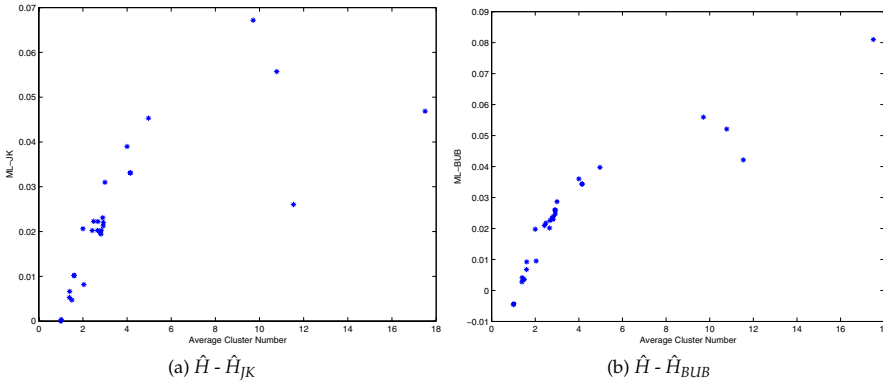 0.07
0.06
0.05
0.04
0.03
0.02
0.01
0
ML-JK
0 2 4 6 8 10 12 14 16 18
Average Cluster Number
(a) Ĥ - Ĥ_JK
0.09
0.08
0.07
0.06
0.05
0.04
0.03
0.02
0.01
0
−0.01
ML-BUB
0 2 4 6 8 10 12 14 16 18
Average Cluster Number
(b) Ĥ - Ĥ_BUB